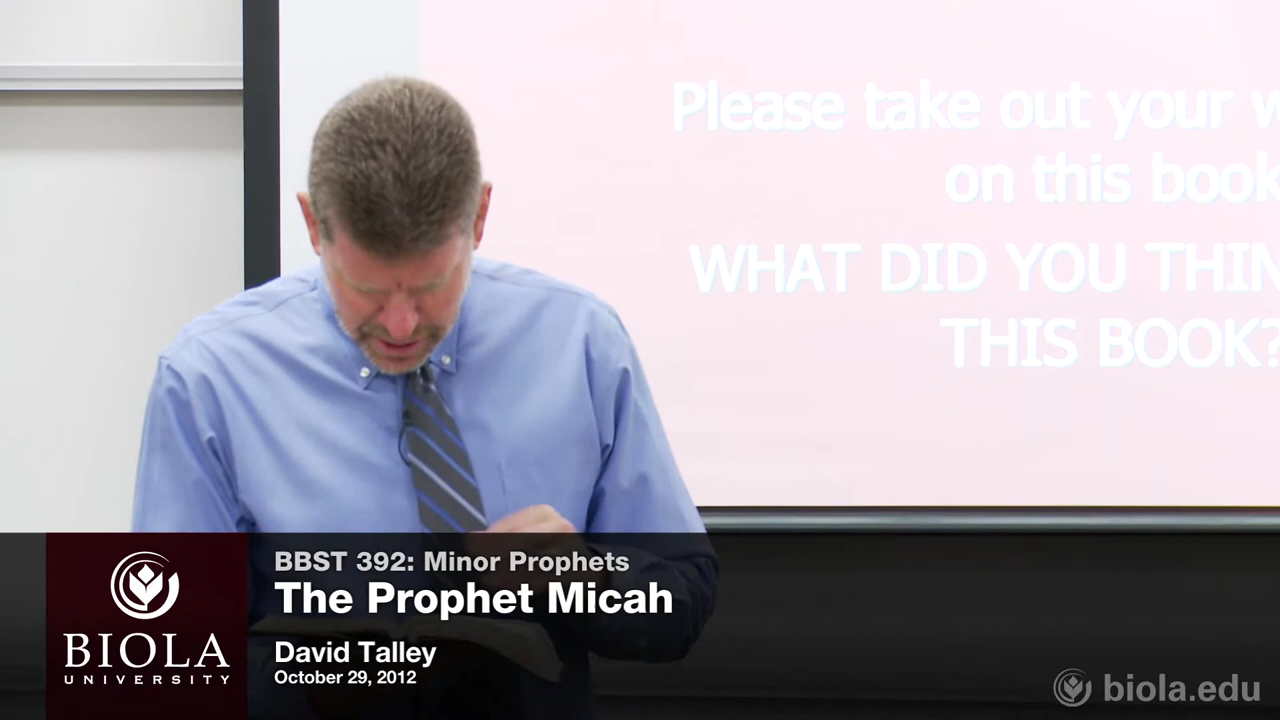 Please take out your
on this book
WHAT DID YOU THIN
THIS BOOK?
BBST 392: Minor Prophets
The Prophet Micah
David Talley
October 29, 2012
BIOLA
UNIVERSITY
biola.edu